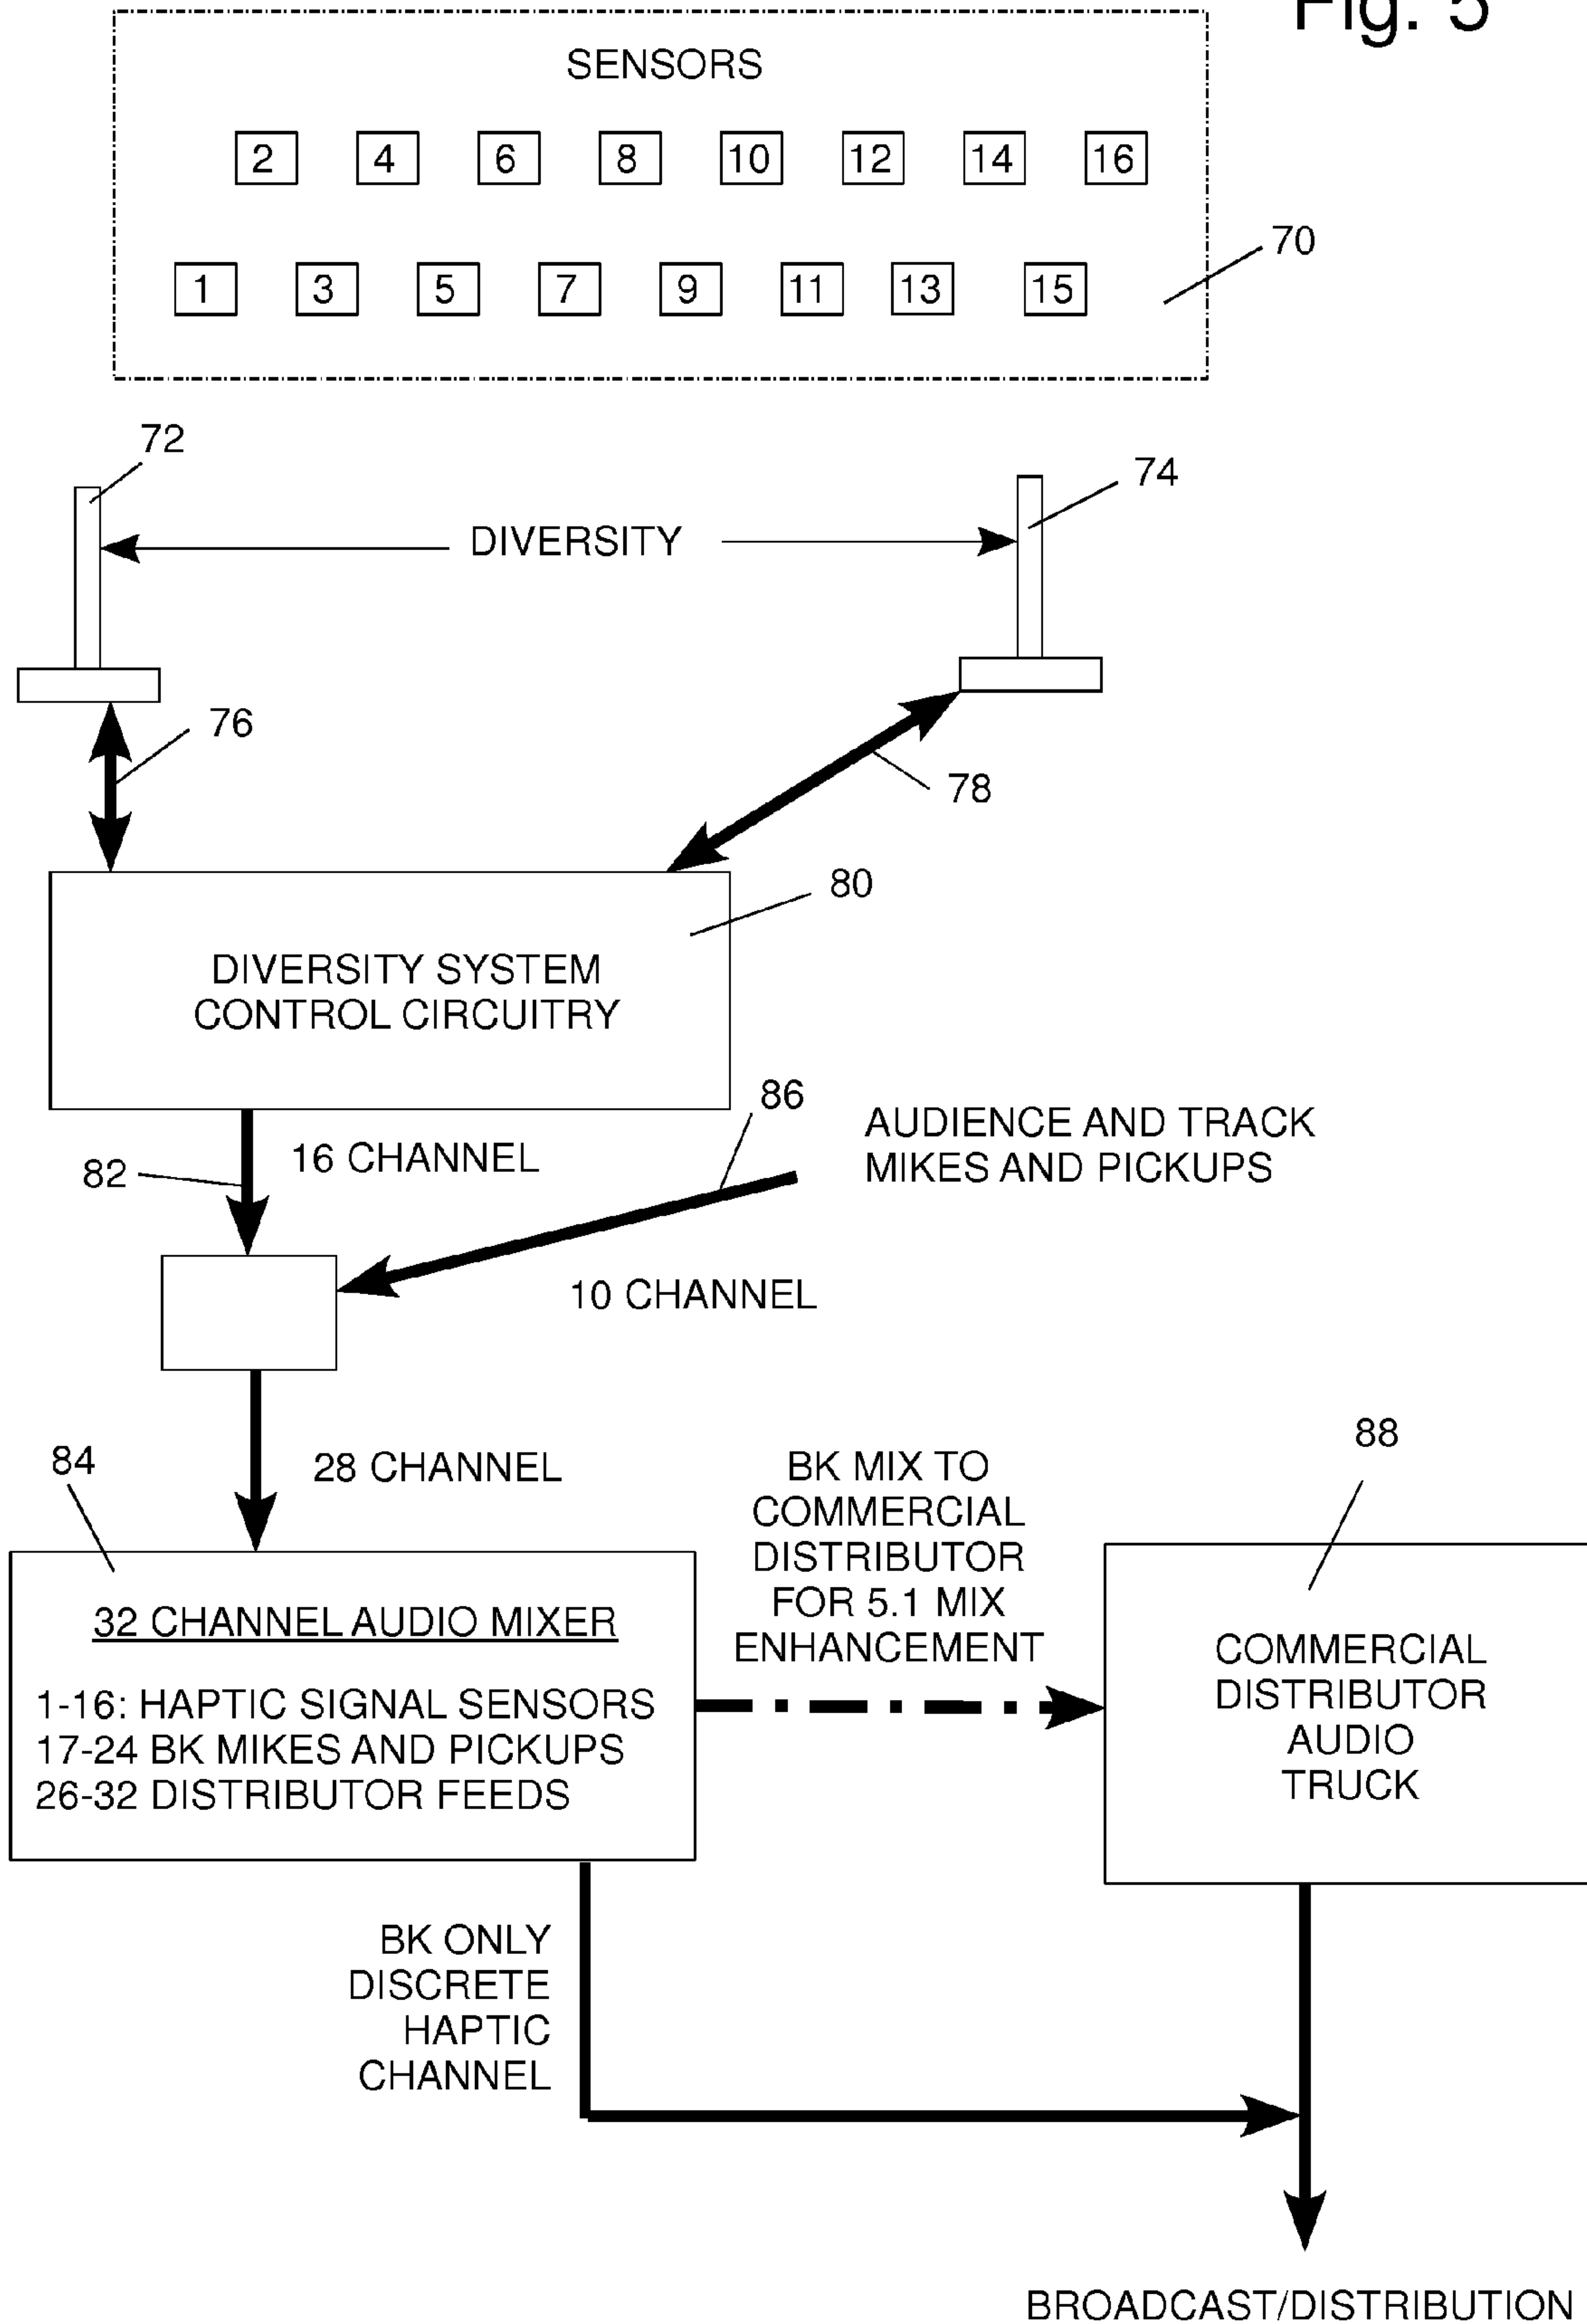 Fig. 5
SENSORS
2 4 6 8 10 12 14 16
70
1 3 5 7 9 11 13 15
72
74
DIVERSITY
76
78
80
DIVERSITY SYSTEM
CONTROL CIRCUITRY
86
AUDIENCE AND TRACK
MIKES AND PICKUPS
82
16 CHANNEL
10 CHANNEL
84
28 CHANNEL
BK MIX TO
COMMERCIAL
DISTRIBUTOR
FOR 5.1 MIX
ENHANCEMENT
88
32 CHANNEL AUDIO MIXER
1-16: HAPTIC SIGNAL SENSORS
17-24 BK MIKES AND PICKUPS
26-32 DISTRIBUTOR FEEDS
COMMERCIAL
DISTRIBUTOR
AUDIO
TRUCK
BK ONLY
DISCRETE
HAPTIC
CHANNEL
BROADCAST/DISTRIBUTION